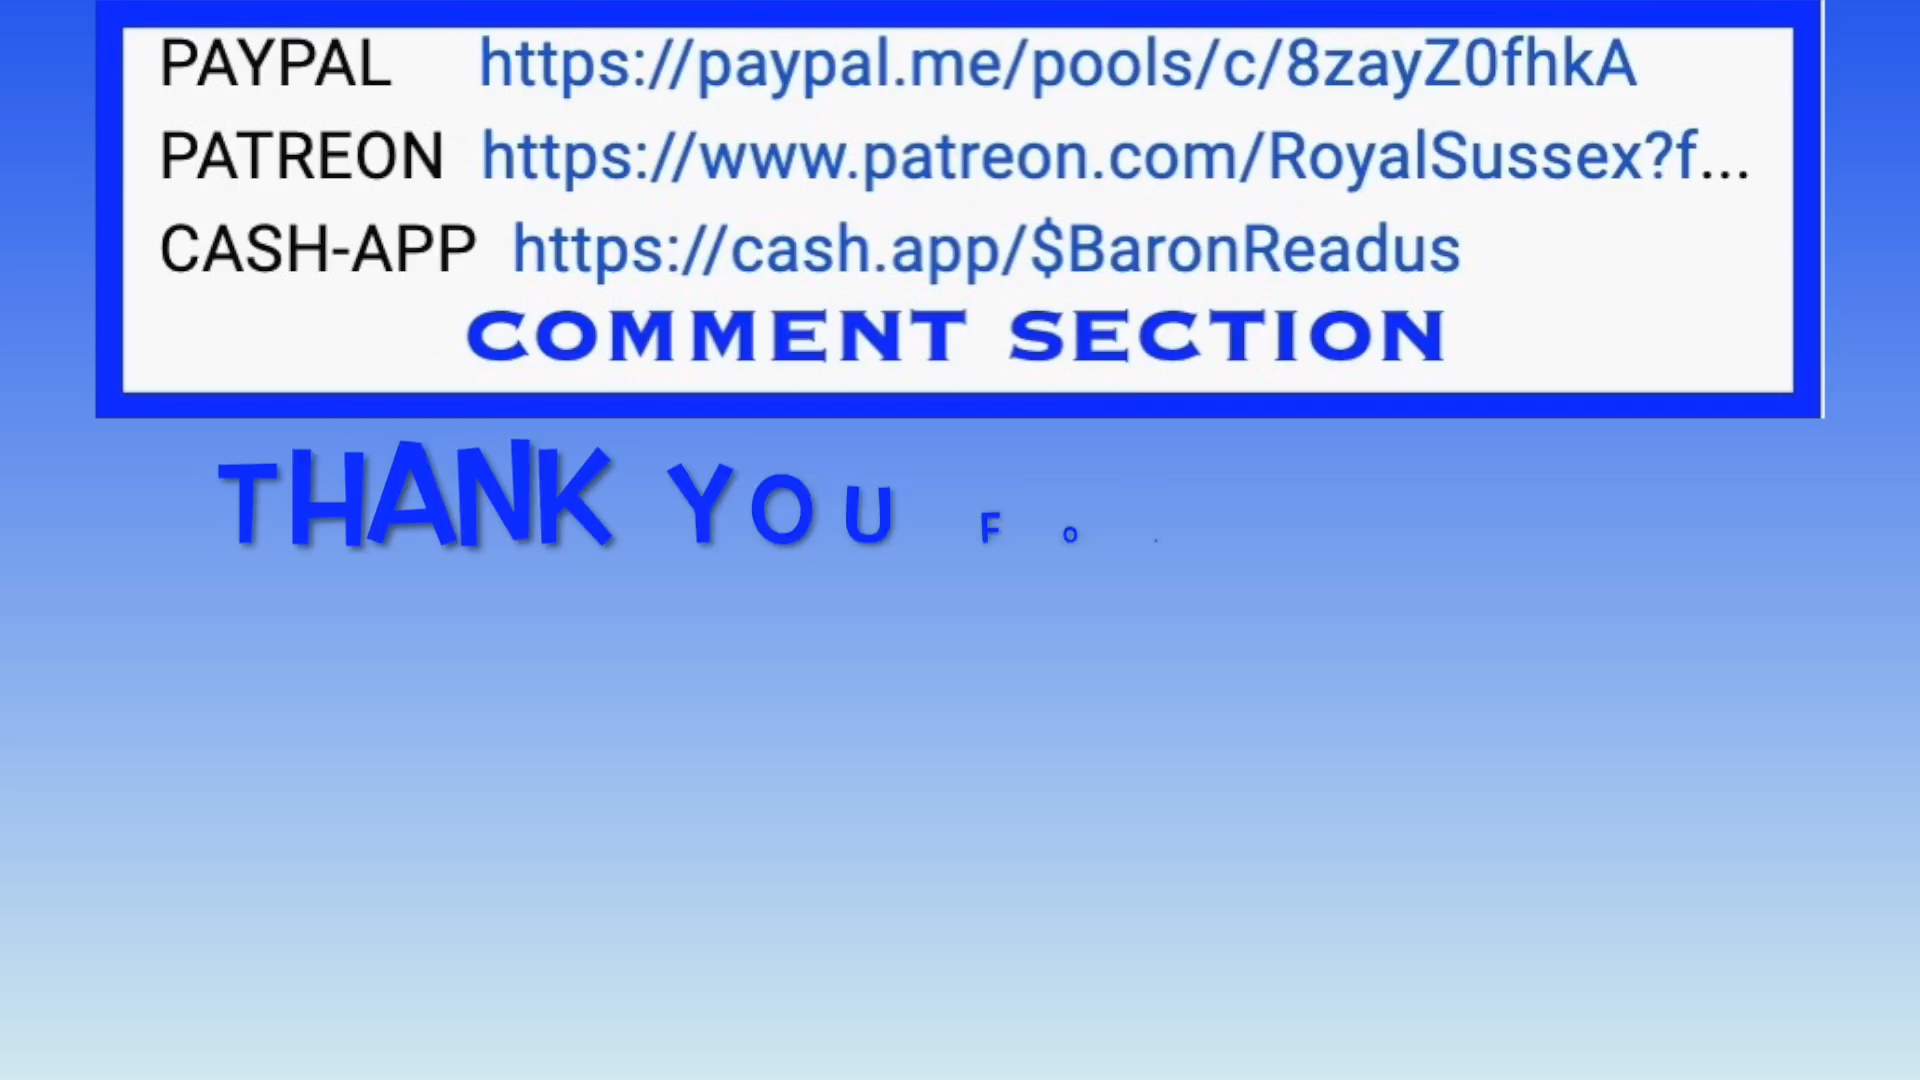 PAYPAL https://paypal.me/pools/c/8zayZ0fhkA
PATREON https://www.patreon.com/RoyalSussex?f...
CASH-APP https://cash.app/$BaronReadus
COMMENT SECTION
THANK YOU FO